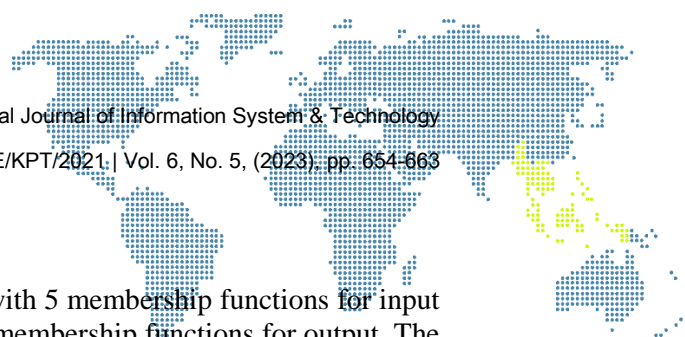 al Journal of Information System & Technology
E/KPT/2021 | Vol. 6, No. 5, (2023), pp. 654-663
with 5 membership functions for input
membership functions for output. The